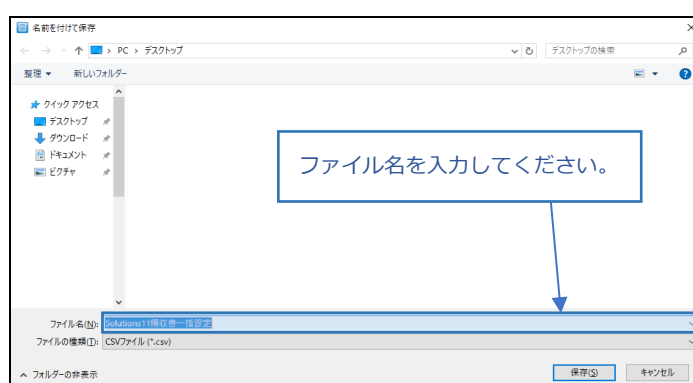 名前を付けて保存
PC › デスクトップ
デスクトップの検索
整理 ▼ 新しいフォルダー
クイック アクセス
デスクトップ
ダウンロード
ドキュメント
ピクチャ
ファイル名を入力してください。
ファイル名(N): Solutions11領収書一括設定
ファイルの種類(T): CSVファイル (*.csv)
フォルダーの非表示
保存(S) キャンセル